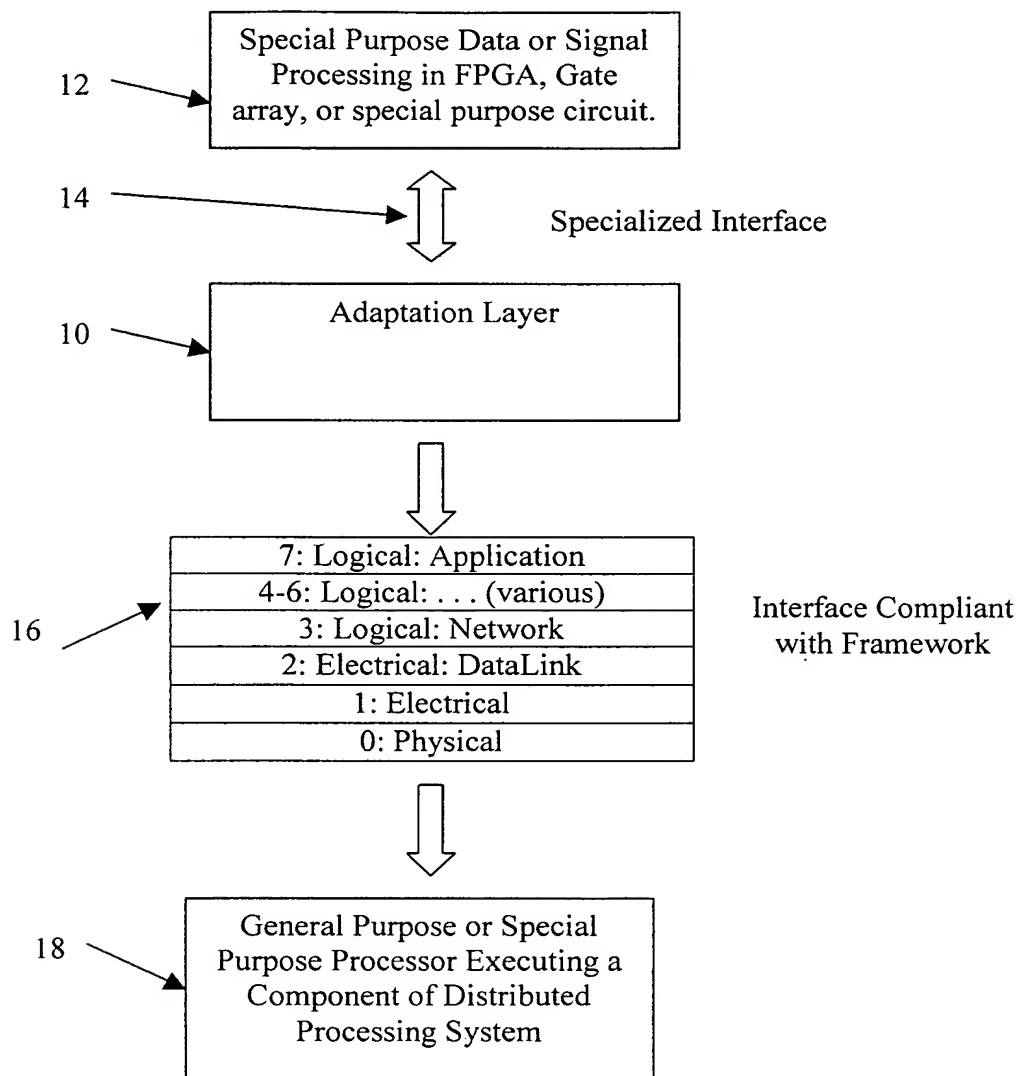 Special Purpose Data or Signal
Processing in FPGA, Gate
array, or special purpose circuit.
12
14
Specialized Interface
Adaptation Layer
10
7: Logical: Application
4-6: Logical: . . . (various)
3: Logical: Network
2: Electrical: DataLink
1: Electrical
0: Physical
16
Interface Compliant
with Framework
General Purpose or Special
Purpose Processor Executing a
Component of Distributed
Processing System
18